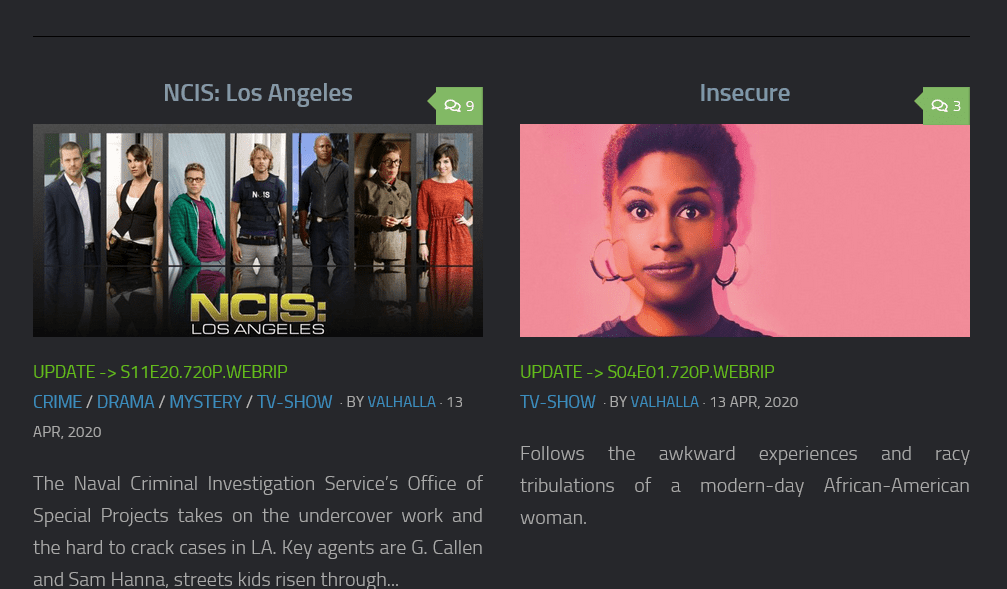 NCIS: Los Angeles
9
NCIS
NCIS:
LOS ANGELES
UPDATE -> S11E20.720P.WEBRIP
CRIME / DRAMA / MYSTERY / TV-SHOW · BY VALHALLA · 13
APR, 2020
The Naval Criminal Investigation Service’s Office of
Special Projects takes on the undercover work and
the hard to crack cases in LA. Key agents are G. Callen
and Sam Hanna, streets kids risen through...
Insecure
3
UPDATE -> S04E01.720P.WEBRIP
TV-SHOW · BY VALHALLA · 13 APR, 2020
Follows the awkward experiences and racy
tribulations of a modern-day African-American
woman.